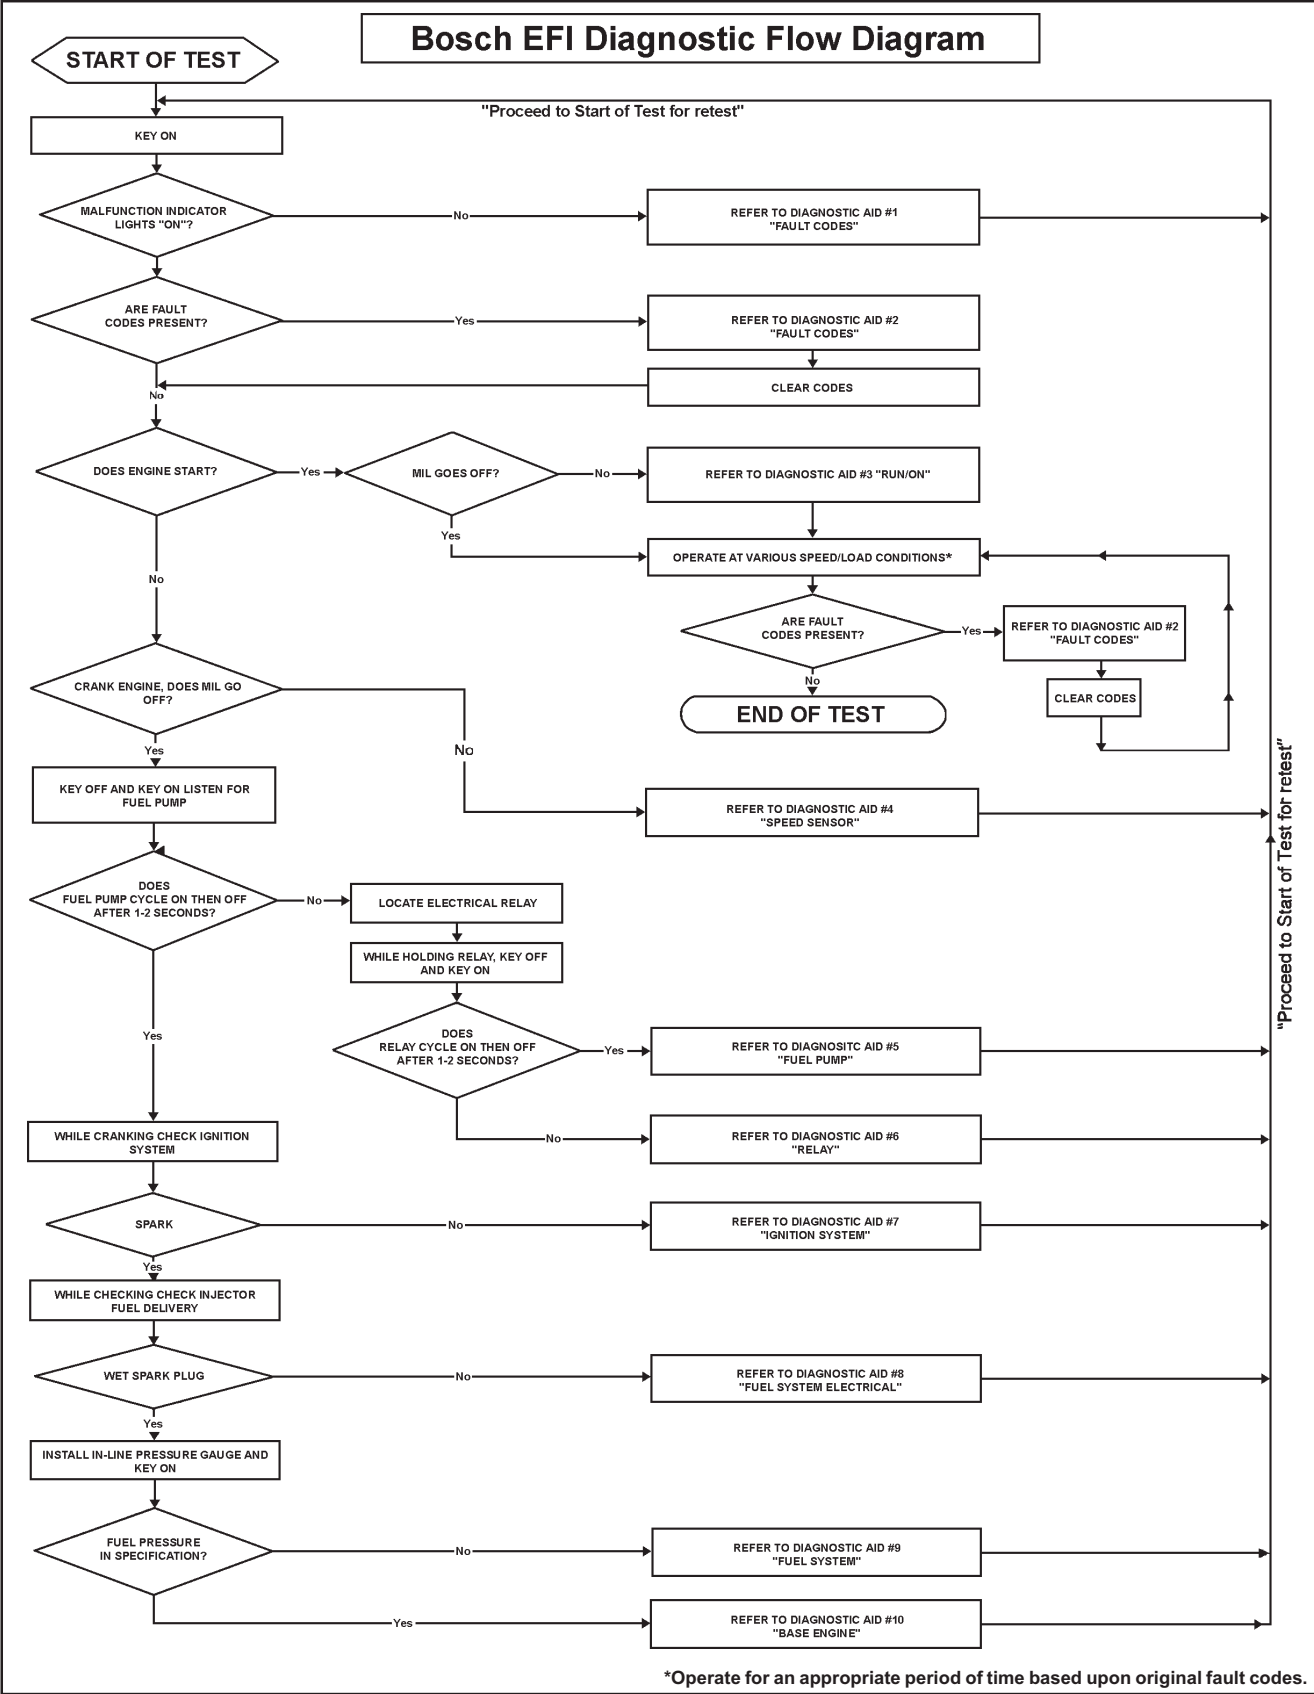 Bosch EFI Diagnostic Flow Diagram
START OF TEST
"Proceed to Start of Test for retest"
KEY ON
MALFUNCTION INDICATOR
LIGHTS "ON"?
No
REFER TO DIAGNOSTIC AID #1
"FAULT CODES"
ARE FAULT
CODES PRESENT?
Yes
REFER TO DIAGNOSTIC AID #2
"FAULT CODES"
CLEAR CODES
No
DOES ENGINE START?
Yes
MIL GOES OFF?
No
REFER TO DIAGNOSTIC AID #3 "RUN/ON"
Yes
OPERATE AT VARIOUS SPEED/LOAD CONDITIONS*
No
ARE FAULT
CODES PRESENT?
Yes
REFER TO DIAGNOSTIC AID #2
"FAULT CODES"
No
CLEAR CODES
END OF TEST
CRANK ENGINE, DOES MIL GO
OFF?
No
Yes
"Proceed to Start of Test for retest"
KEY OFF AND KEY ON LISTEN FOR
FUEL PUMP
REFER TO DIAGNOSTIC AID #4
"SPEED SENSOR"
DOES
FUEL PUMP CYCLE ON THEN OFF
AFTER 1-2 SECONDS?
No
LOCATE ELECTRICAL RELAY
WHILE HOLDING RELAY, KEY OFF
AND KEY ON
Yes
DOES
RELAY CYCLE ON THEN OFF
AFTER 1-2 SECONDS?
Yes
REFER TO DIAGNOSITC AID #5
"FUEL PUMP"
No
REFER TO DIAGNOSTIC AID #6
"RELAY"
WHILE CRANKING CHECK IGNITION
SYSTEM
SPARK
No
REFER TO DIAGNOSTIC AID #7
"IGNITION SYSTEM"
Yes
WHILE CHECKING CHECK INJECTOR
FUEL DELIVERY
WET SPARK PLUG
No
REFER TO DIAGNOSTIC AID #8
"FUEL SYSTEM ELECTRICAL"
Yes
INSTALL IN-LINE PRESSURE GAUGE AND
KEY ON
FUEL PRESSURE
IN SPECIFICATION?
No
REFER TO DIAGNOSTIC AID #9
"FUEL SYSTEM"
Yes
REFER TO DIAGNOSTIC AID #10
"BASE ENGINE"
*Operate for an appropriate period of time based upon original fault codes.